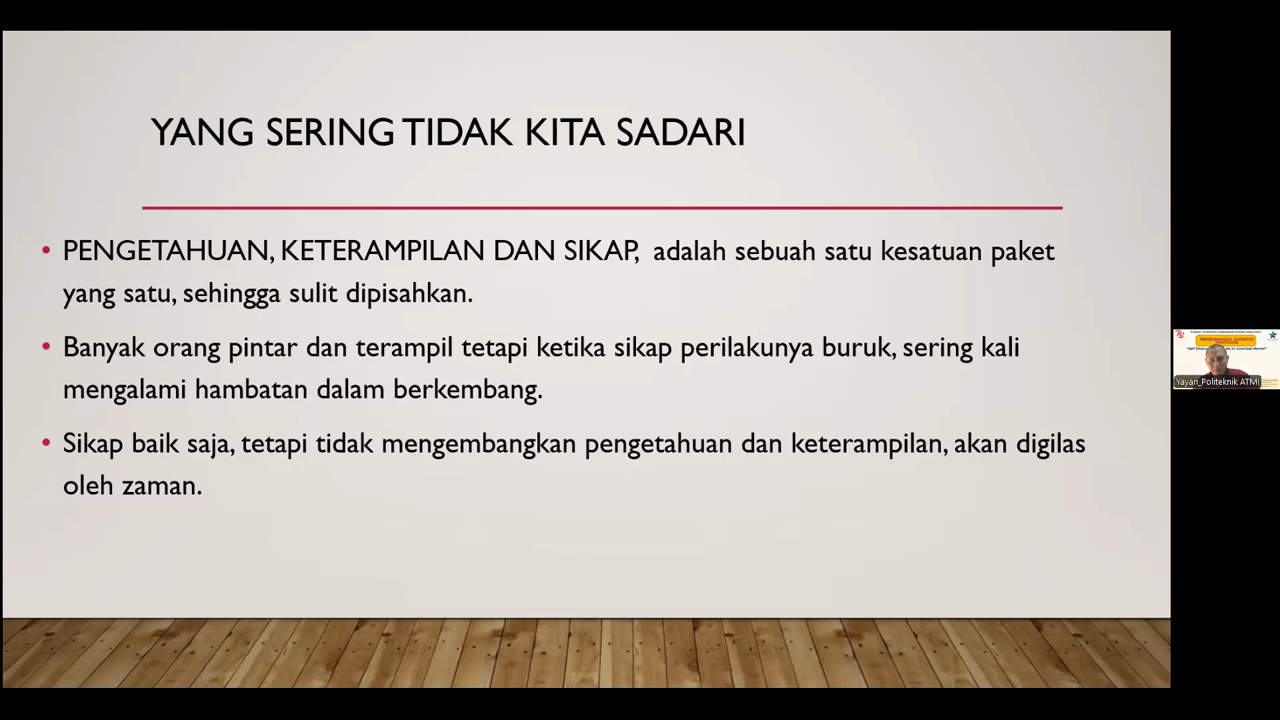 YANG SERING TIDAK KITA SADARI
• PENGETAHUAN, KETERAMPILAN DAN SIKAP, adalah sebuah satu kesatuan paket
yang satu, sehingga sulit dipisahkan.
• Banyak orang pintar dan terampil tetapi ketika sikap perilakunya buruk, sering kali
mengalami hambatan dalam berkembang.
• Sikap baik saja, tetapi tidak mengembangkan pengetahuan dan keterampilan, akan digilas
oleh zaman.
Yayan_Politeknik ATMI